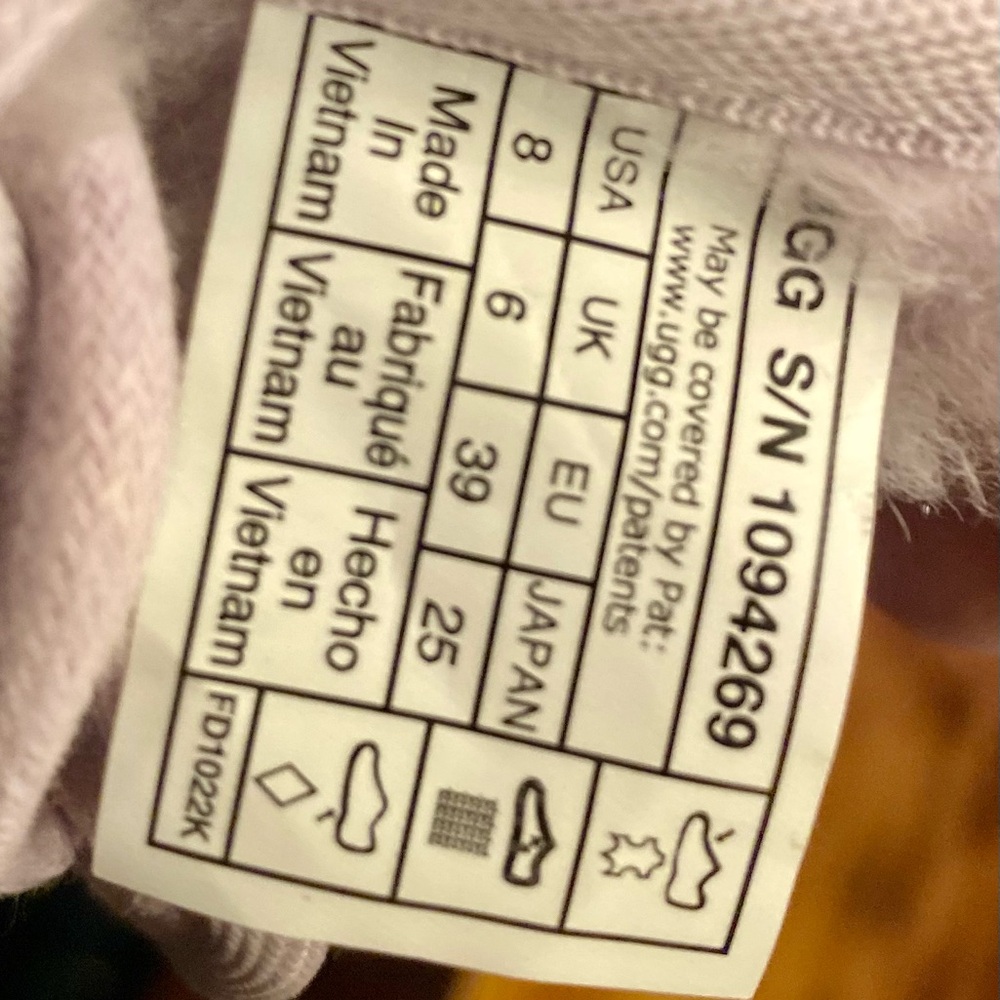 UGG S/N 1094269
May be covered by Pat.:
www.ugg.com/patents
USA UK EU JAPAN
8 6 39 25
Made
In
Vietnam
Fabriqué
au
Vietnam
Hecho
en
Vietnam
FD1022K